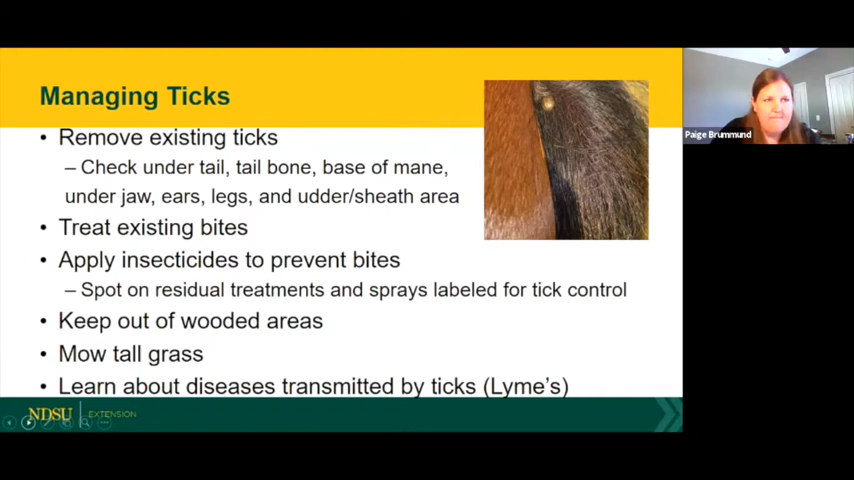 Managing Ticks
Paige Brummund
• Remove existing ticks
– Check under tail, tail bone, base of mane,
under jaw, ears, legs, and udder/sheath area
• Treat existing bites
• Apply insecticides to prevent bites
– Spot on residual treatments and sprays labeled for tick control
• Keep out of wooded areas
• Mow tall grass
• Learn about diseases transmitted by ticks (Lyme’s)
NDSU EXTENSION